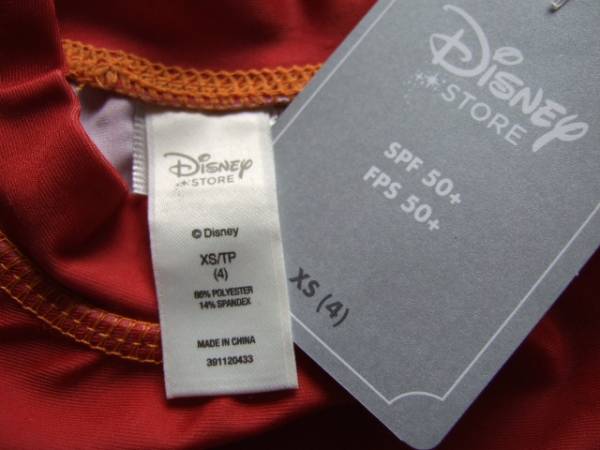 Disney
STORE
© Disney
XS/TP
(4)
86% POLYESTER
14% SPANDEX
MADE IN CHINA
391120433
Disney
STORE
SPF 50+
FPS 50+
XS (4)